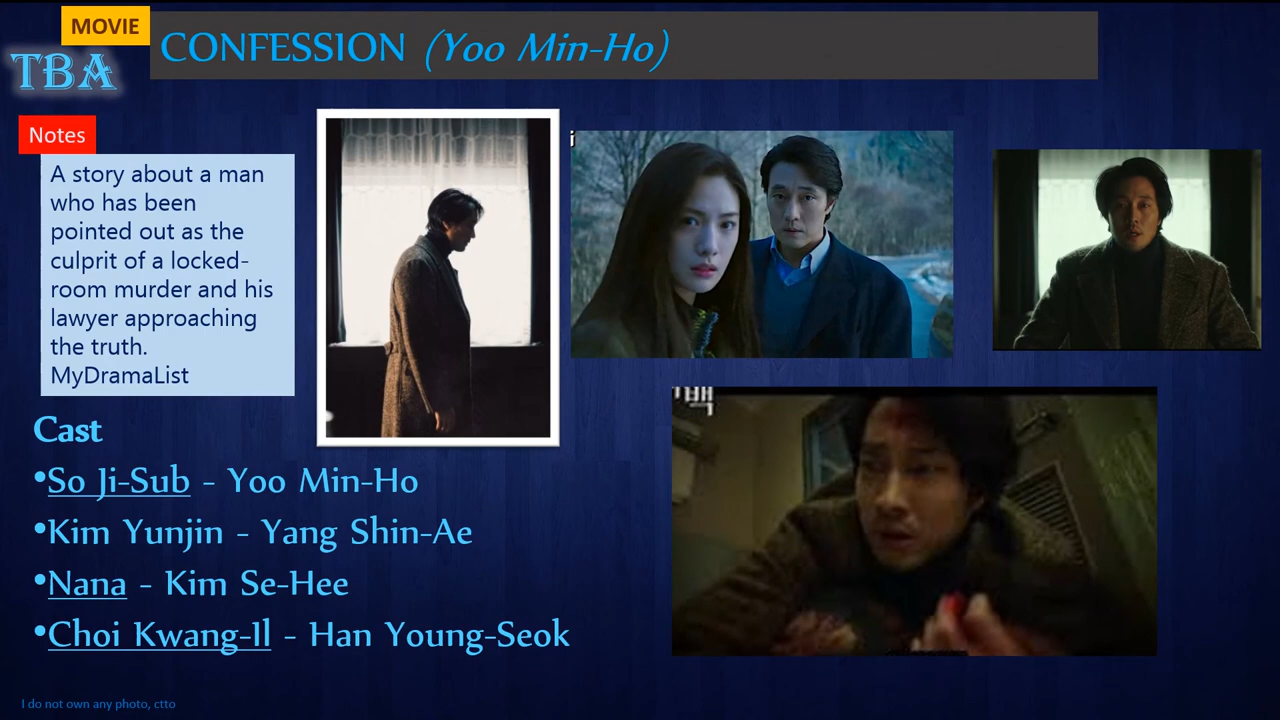 MOVIE
TBA
CONFESSION (Yoo Min-Ho)
Notes
A story about a man
who has been
pointed out as the
culprit of a locked-
room murder and his
lawyer approaching
the truth.
MyDramaList
Cast
•So Ji-Sub - Yoo Min-Ho
•Kim Yunjin - Yang Shin-Ae
•Nana - Kim Se-Hee
•Choi Kwang-Il - Han Young-Seok
백
I do not own any photo, ctto